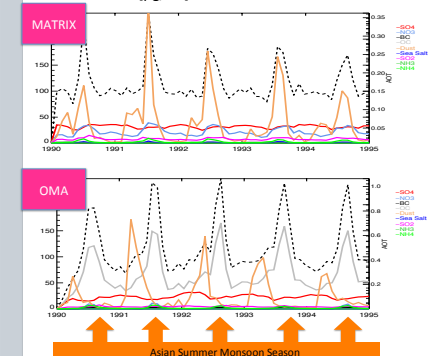 MATRIX
0.35
0.30
0.25
0.20
0.15
0.10
0.05
AOT
150
100
50
0
1990
1991
1992
1993
1994
1995
SO4
NO3
BC
OC
Dust
Sea Salt
SO2
NH3
NH4
OMA
1.0
0.8
0.6
0.4
0.2
AOT
150
100
50
0
1990
1991
1992
1993
1994
1995
SO4
NO3
BC
OC
Dust
Sea Salt
SO2
NH3
NH4
Asian Summer Monsoon Season